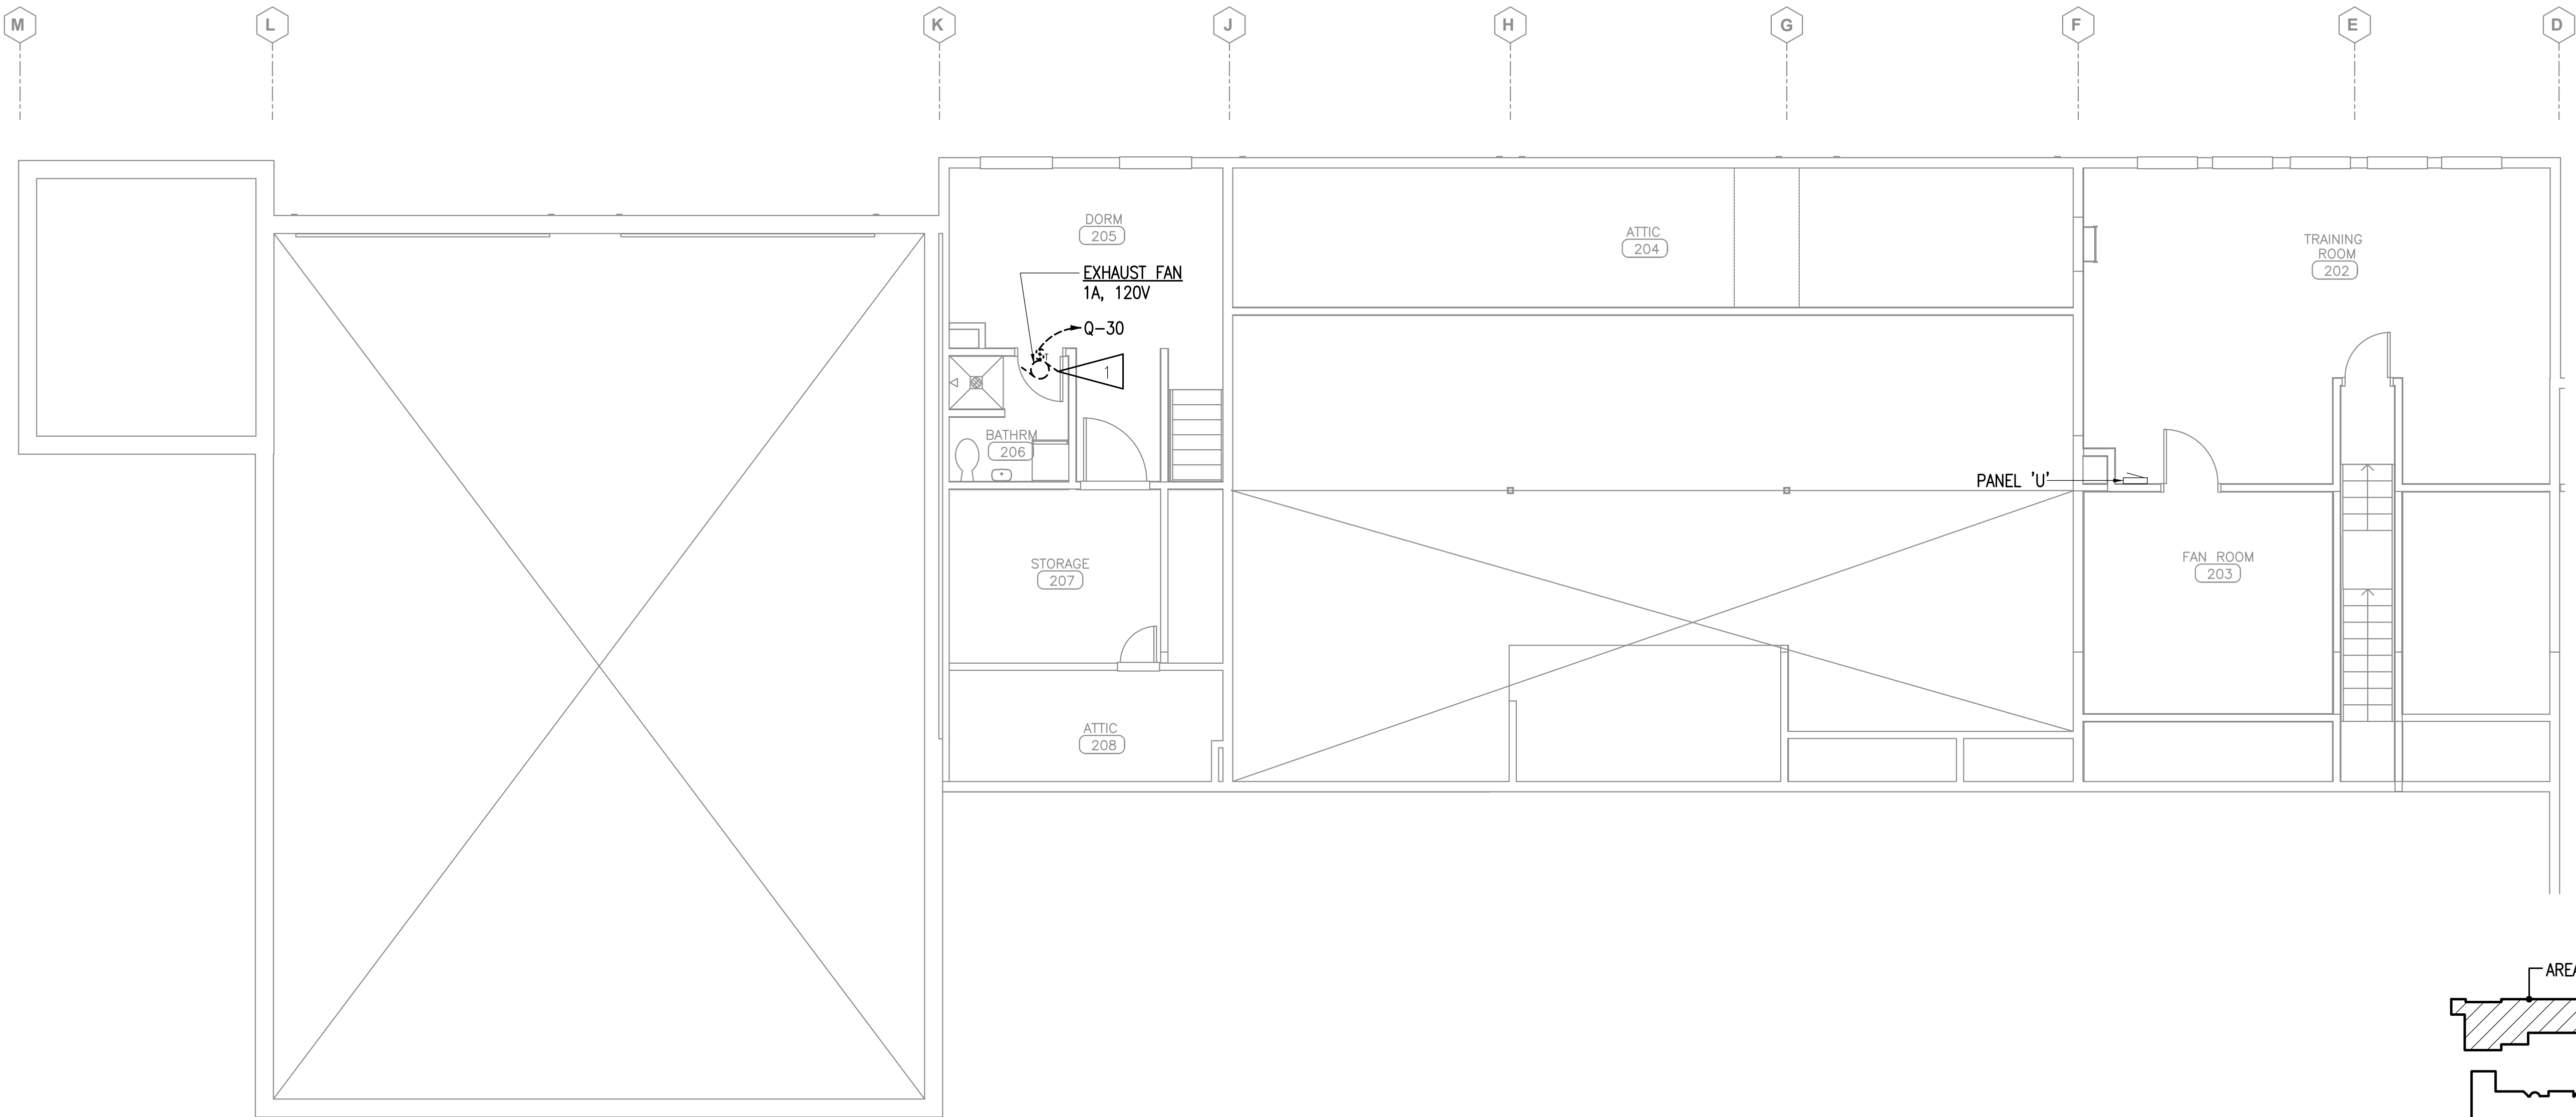 M
L
K
J
H
G
F
E
D
DORM
205
EXHAUST FAN
1A, 120V
Q-30
1
BATHRM
206
STORAGE
207
ATTIC
208
ATTIC
204
TRAINING
ROOM
202
PANEL 'U'
FAN ROOM
203
AREA